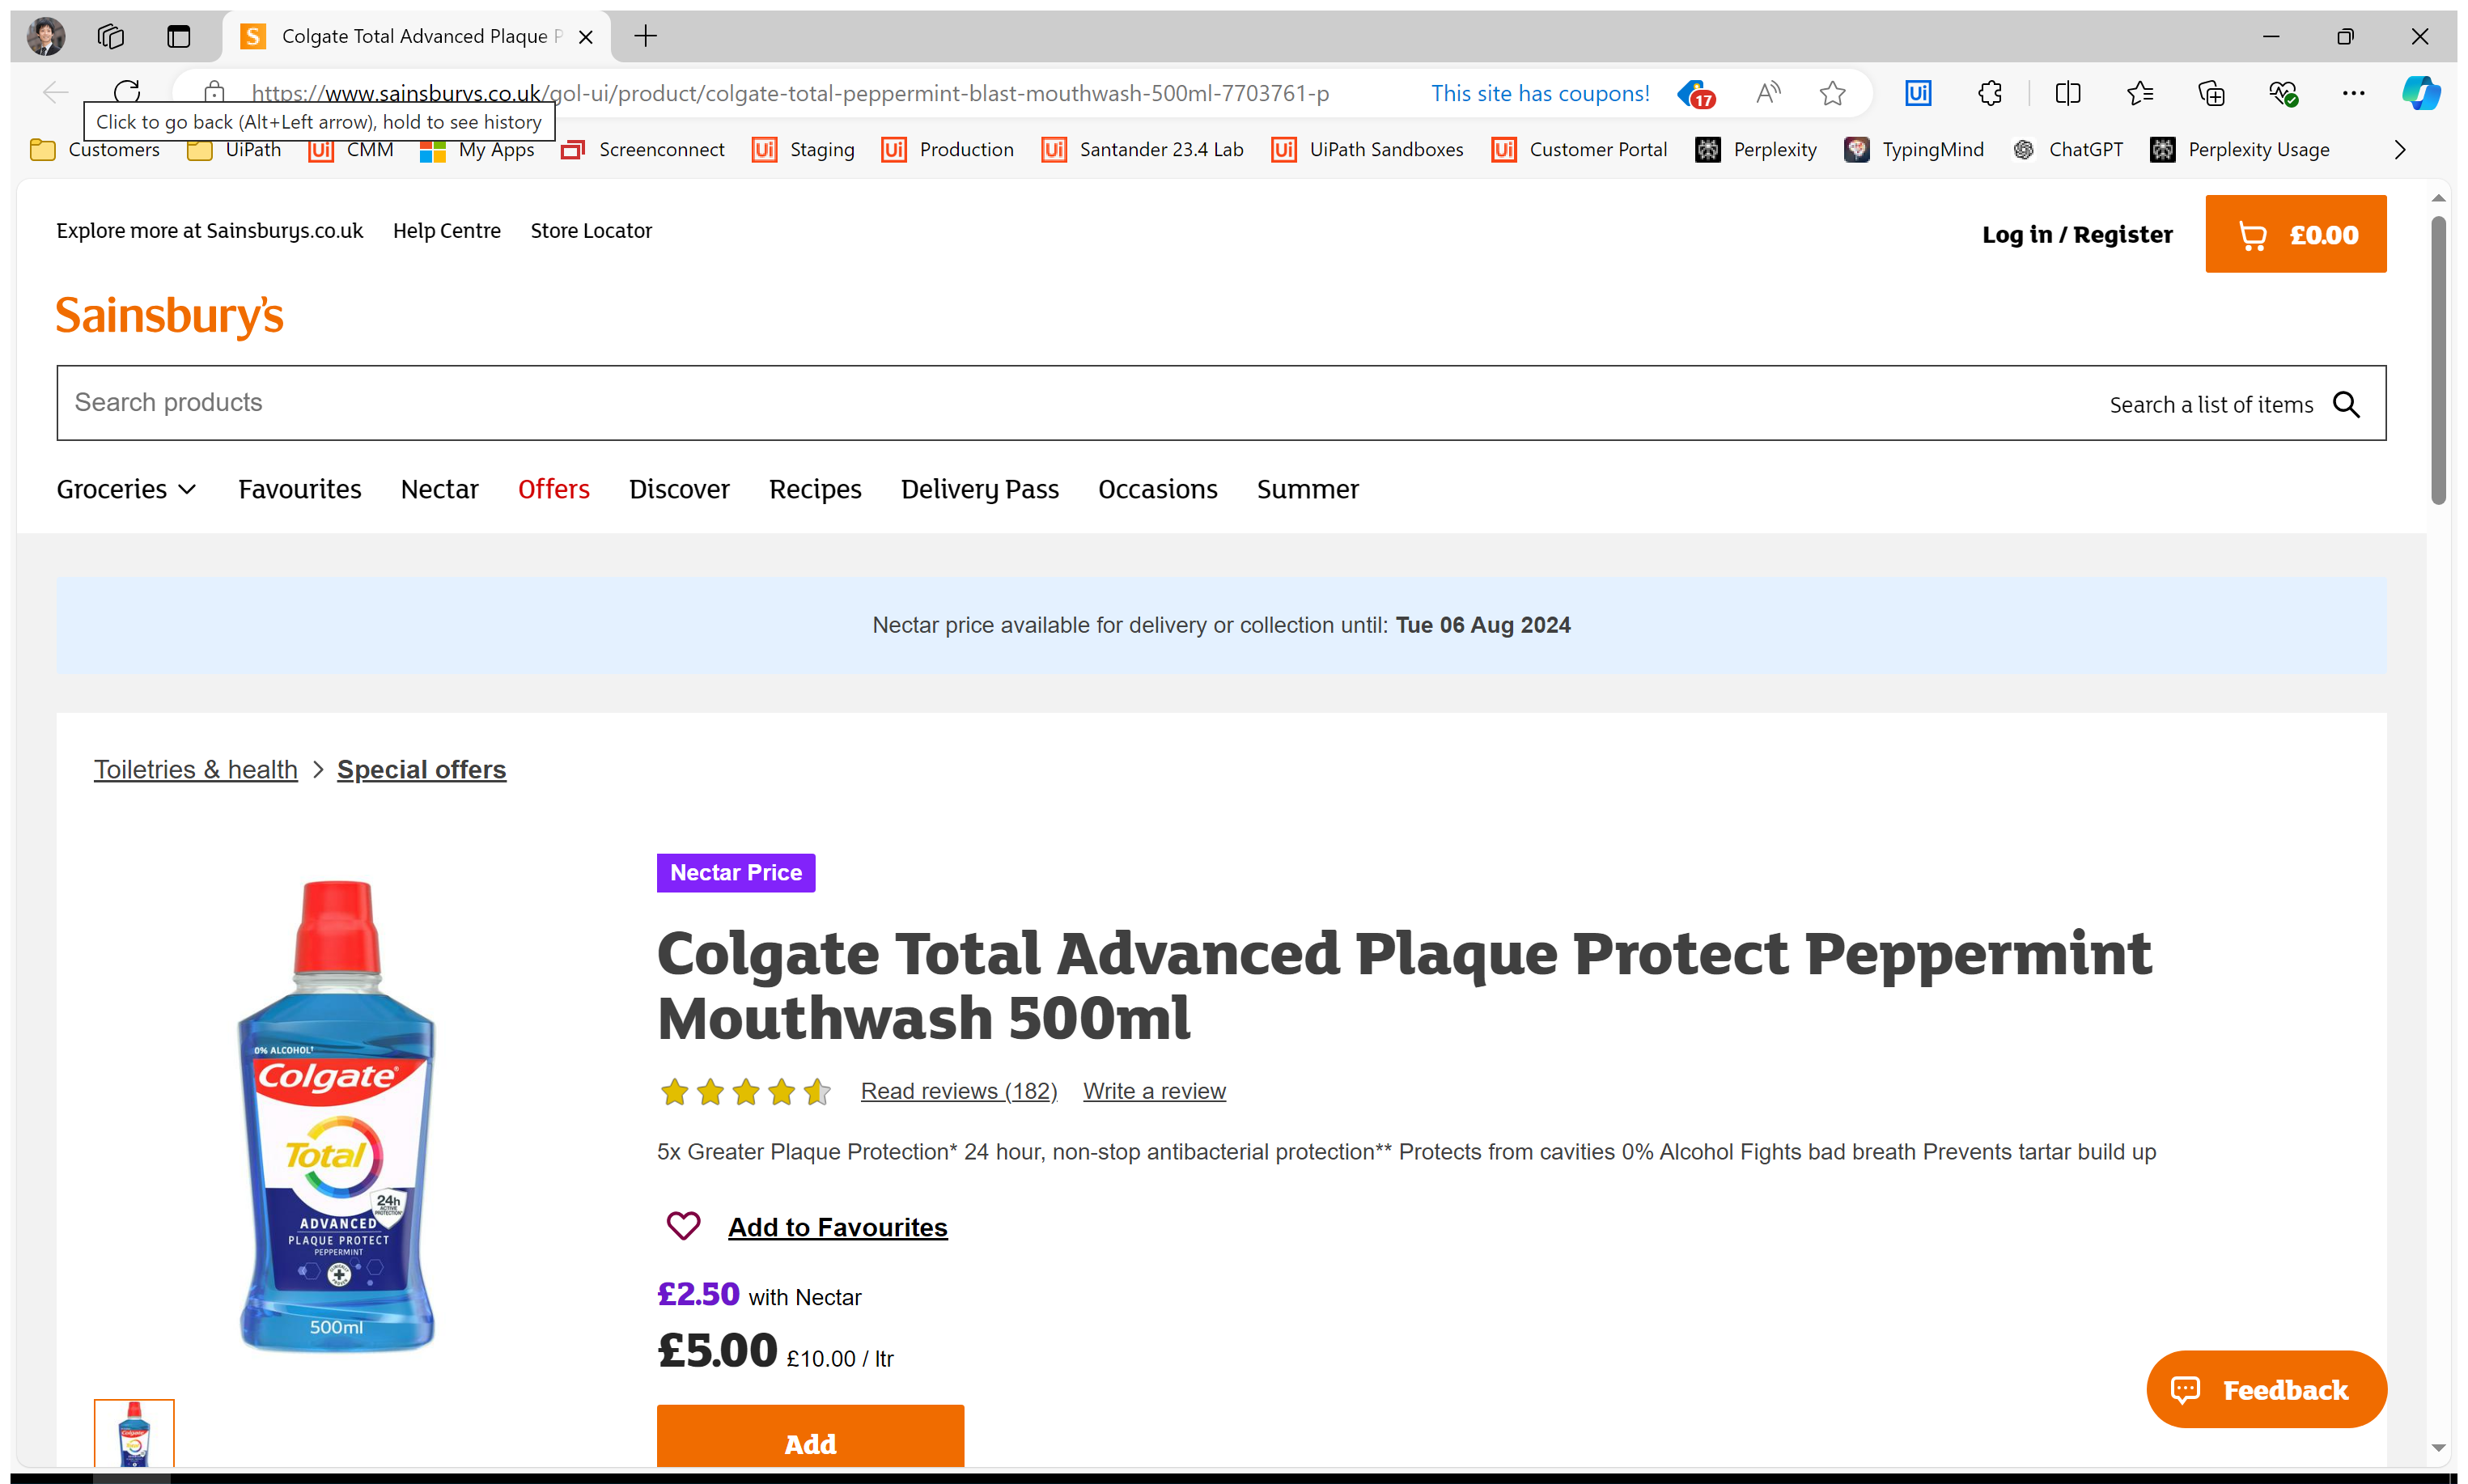 Colgate Total Advanced Plaque P
https://www.sainsburys.co.uk/gol-ui/product/colgate-total-peppermint-blast-mouthwash-500ml-7703761-p
This site has coupons!
17
Click to go back (Alt+Left arrow), hold to see history
Customers UiPath CMM My Apps Screenconnect Staging Production Santander 23.4 Lab UiPath Sandboxes Customer Portal Perplexity TypingMind ChatGPT Perplexity Usage
Explore more at Sainsburys.co.uk Help Centre Store Locator
Log in / Register £0.00
Sainsbury's
Search products Search a list of items
Groceries Favourites Nectar Offers Discover Recipes Delivery Pass Occasions Summer
Nectar price available for delivery or collection until: Tue 06 Aug 2024
Toiletries & health > Special offers
Nectar Price
Colgate Total Advanced Plaque Protect Peppermint
Mouthwash 500ml
Read reviews (182) Write a review
5x Greater Plaque Protection* 24 hour, non-stop antibacterial protection** Protects from cavities 0% Alcohol Fights bad breath Prevents tartar build up
Add to Favourites
£2.50 with Nectar
£5.00 £10.00 / ltr
Add
Feedback
0% ALCOHOL†
Colgate®
Total
24h
ACTIVE
PROTECTION
ADVANCED
PLAQUE PROTECT
PEPPERMINT
500ml